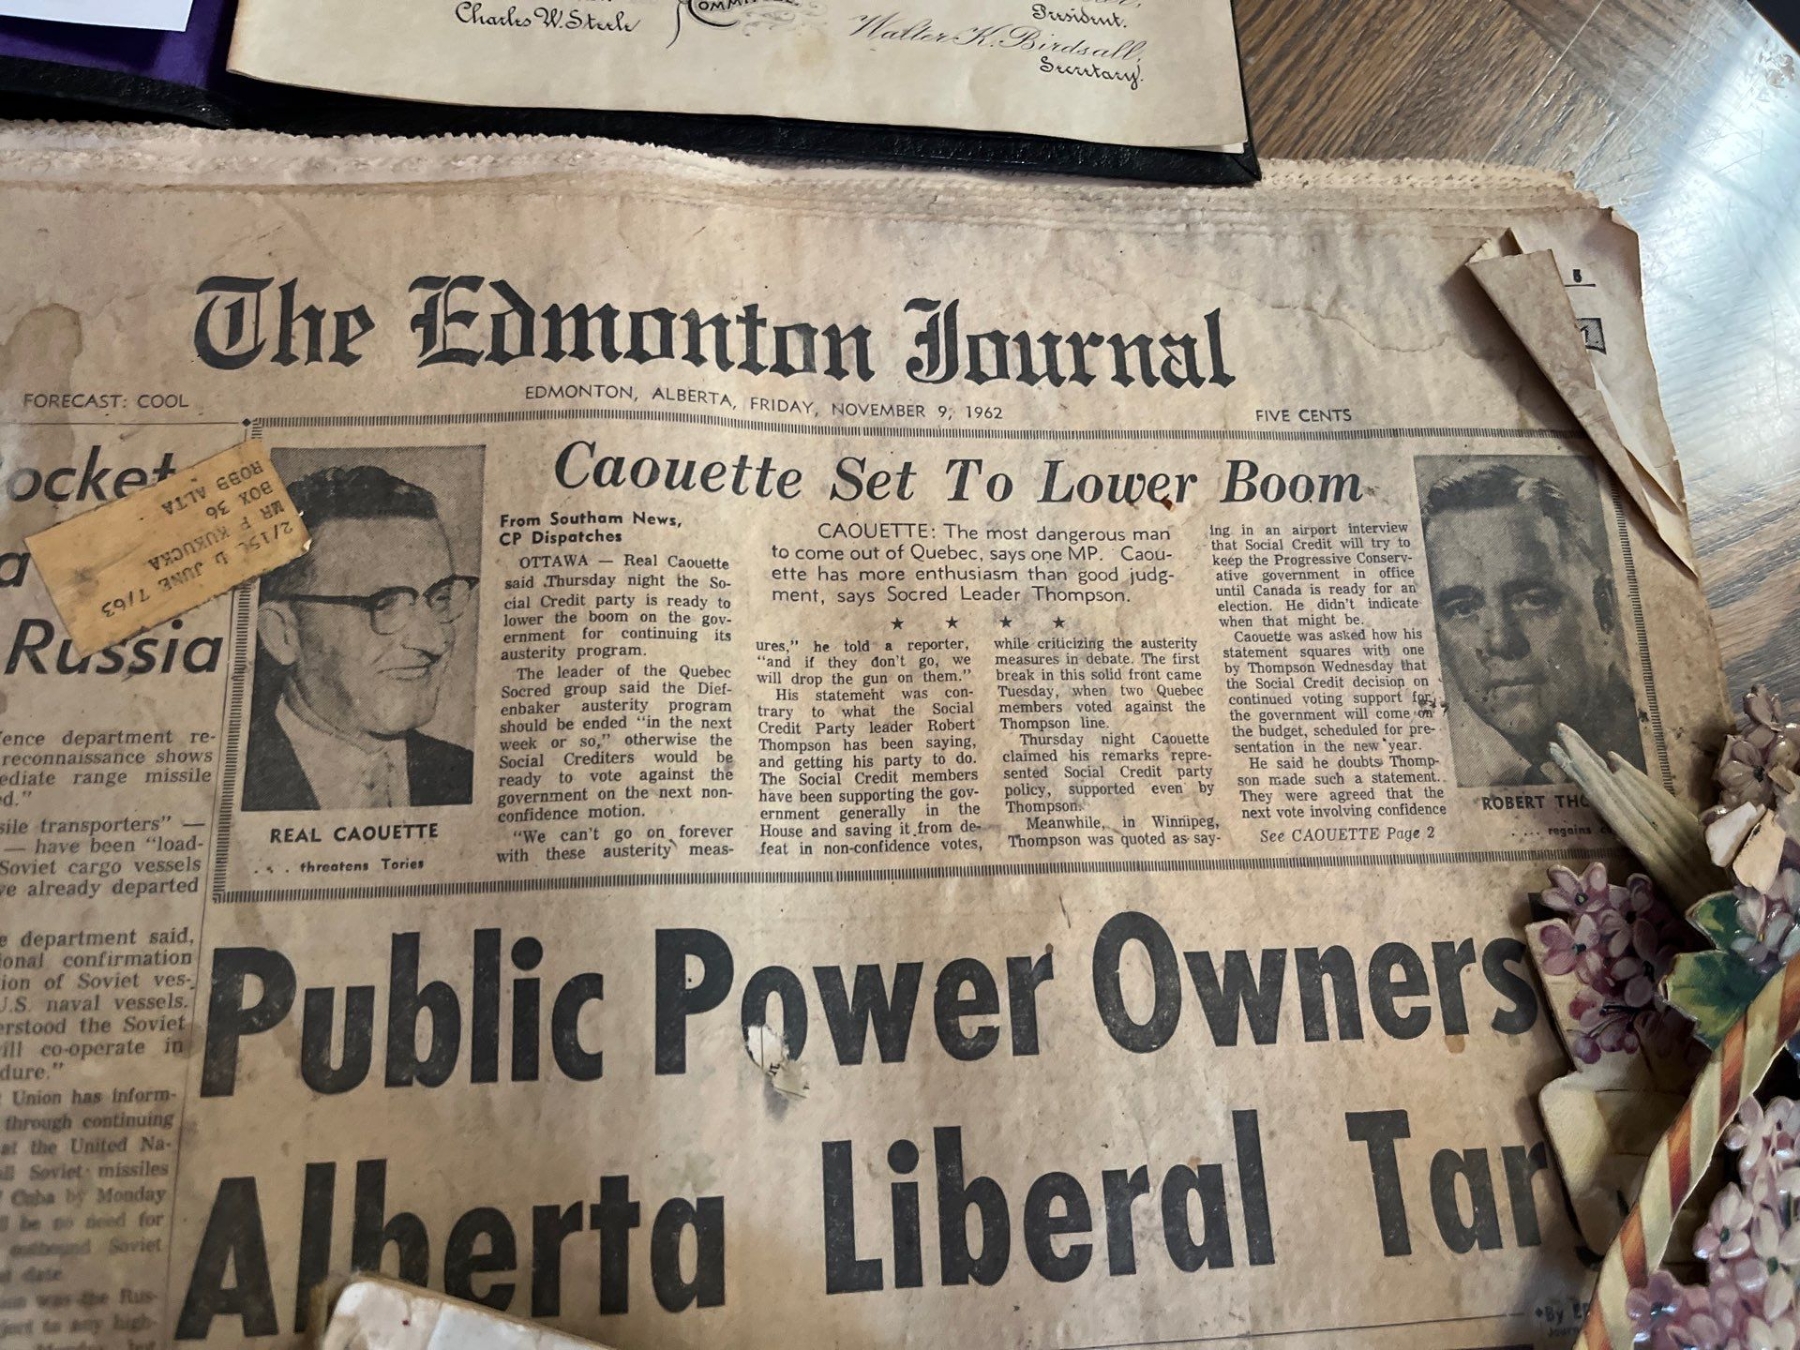 Charles W. Steele
COMMITTEE.
President.
Walter K. Birdsall,
Secretary.
The Edmonton Journal
FORECAST: COOL
EDMONTON, ALBERTA, FRIDAY, NOVEMBER 9, 1962
FIVE CENTS
ocket
a
Russia
2/15C D JUNE 7/63
MR P KUKUCKA
BOX 36
ROBB ALTA
ence department re-
reconnaissance shows
ediate range missile
d."
sile transporters" —
— have been "load-
Soviet cargo vessels
ve already departed
e department said,
ional confirmation
ion of Soviet ves-
U.S. naval vessels.
erstood the Soviet
ill co-operate in
dure."
Union has inform-
through continuing
at the United Na-
all Soviet missiles
Cuba by Monday
be no need for
outbound Soviet
date
was the Rus-
ject to any high-
REAL CAOUETTE
. . . threatens Tories
Caouette Set To Lower Boom
From Southam News,
CP Dispatches
OTTAWA — Real Caouette
said Thursday night the So-
cial Credit party is ready to
lower the boom on the gov-
ernment for continuing its
austerity program.
The leader of the Quebec
Socred group said the Dief-
enbaker austerity program
should be ended "in the next
week or so," otherwise the
Social Crediters would be
ready to vote against the
government on the next non-
confidence motion.
"We can't go on forever
with these austerity meas-
CAOUETTE: The most dangerous man
to come out of Quebec, says one MP. Caou-
ette has more enthusiasm than good judg-
ment, says Socred Leader Thompson.
★ ★ ★ ★
ures," he told a reporter,
"and if they don't go, we
will drop the gun on them."
His statement was con-
trary to what the Social
Credit Party leader Robert
Thompson has been saying,
and getting his party to do.
The Social Credit members
have been supporting the gov-
ernment generally in the
House and saving it from de-
feat in non-confidence votes,
while criticizing the austerity
measures in debate. The first
break in this solid front came
Tuesday, when two Quebec
members voted against the
Thompson line.
Thursday night Caouette
claimed his remarks repre-
sented Social Credit party
policy, supported even by
Thompson.
Meanwhile, in Winnipeg,
Thompson was quoted as say-
ing in an airport interview
that Social Credit will try to
keep the Progressive Conserv-
ative government in office
until Canada is ready for an
election. He didn't indicate
when that might be.
Caouette was asked how his
statement squares with one
by Thompson Wednesday that
the Social Credit decision on
continued voting support for
the government will come on
the budget, scheduled for pre-
sentation in the new year.
He said he doubts Thomp-
son made such a statement.
They were agreed that the
next vote involving confidence
See CAOUETTE Page 2
ROBERT THO
. . . regains
Public Power Owners
Alberta Liberal Tar
By